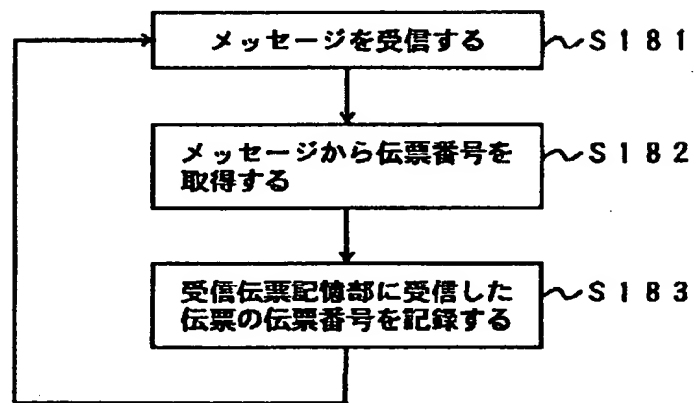 メッセージを受信する
S181
メッセージから伝票番号を
取得する
S182
受信伝票記憶部に受信した
伝票の伝票番号を記録する
S183